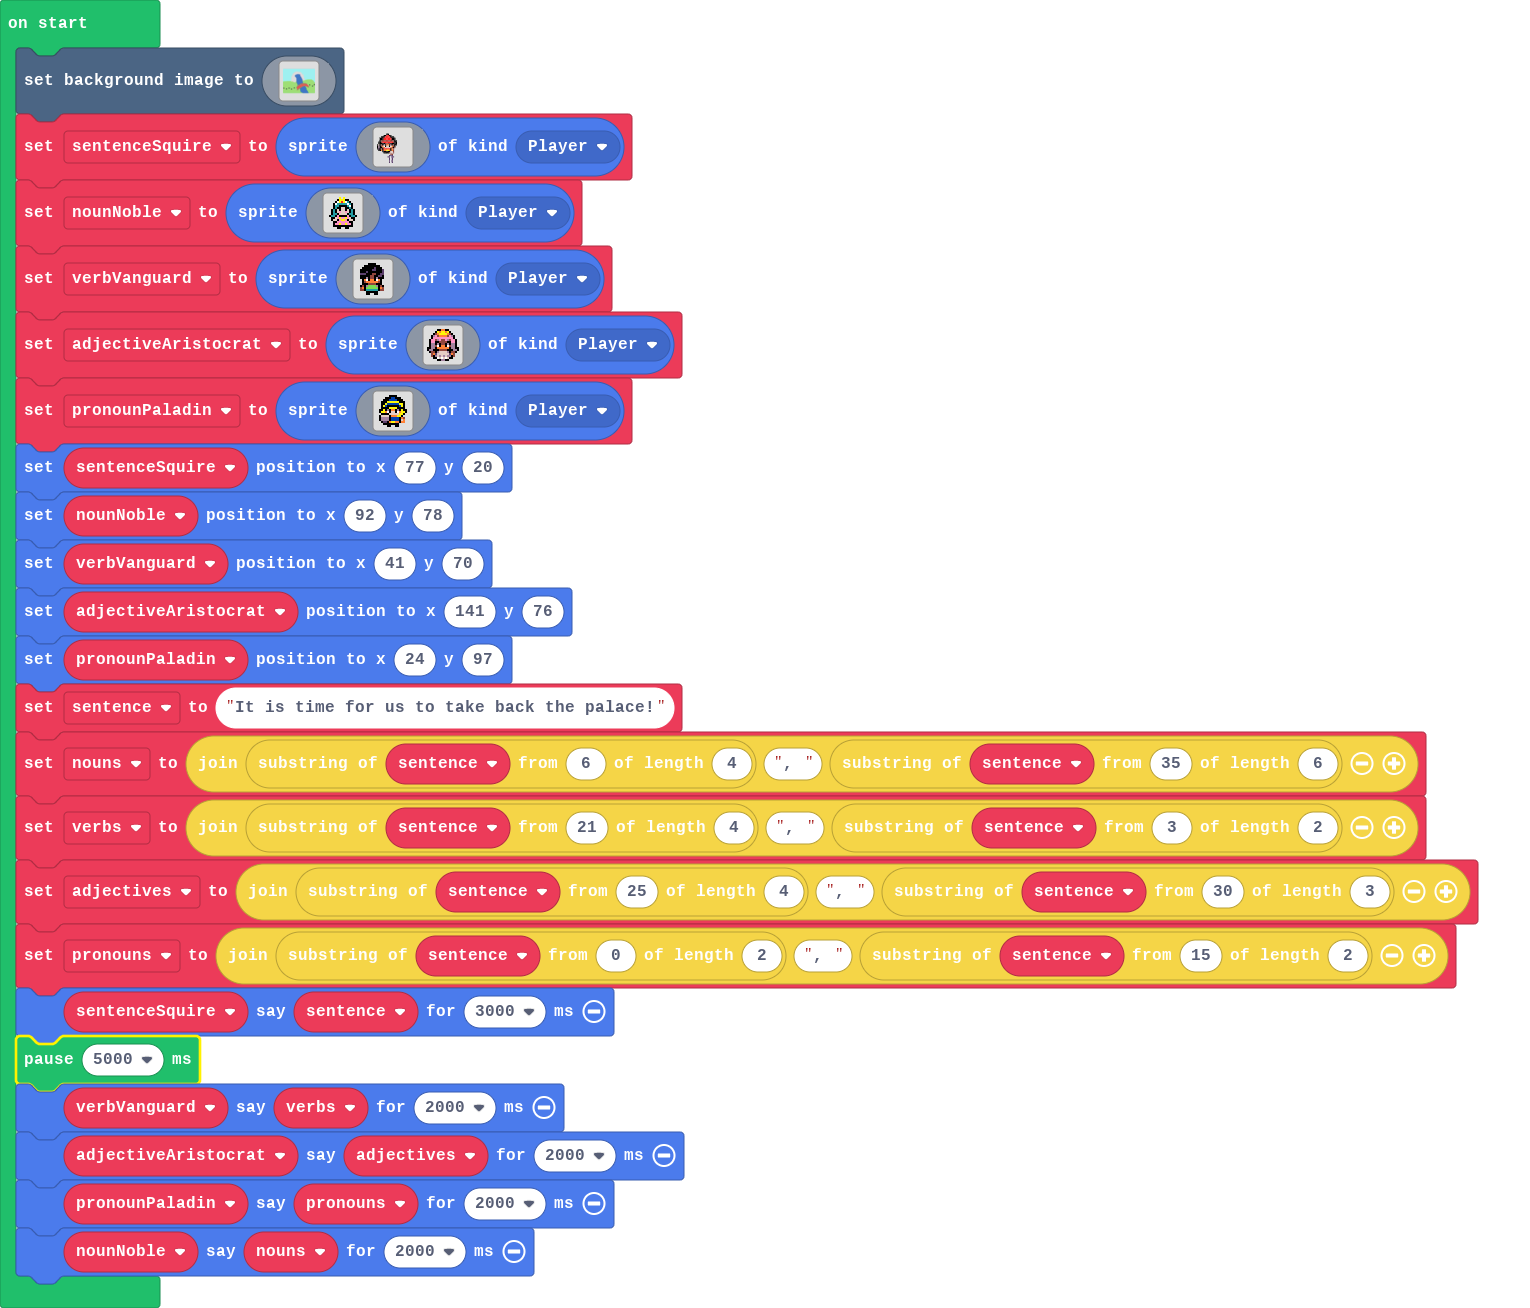 on start
set background image to
set sentenceSquire to sprite of kind Player
set nounNoble to sprite of kind Player
set verbVanguard to sprite of kind Player
set adjectiveAristocrat to sprite of kind Player
set pronounPaladin to sprite of kind Player
set sentenceSquire position to x 77 y 20
set nounNoble position to x 92 y 78
set verbVanguard position to x 41 y 70
set adjectiveAristocrat position to x 141 y 76
set pronounPaladin position to x 24 y 97
set sentence to "It is time for us to take back the palace!"
set nouns to join substring of sentence from 6 of length 4 ", " substring of sentence from 35 of length 6
set verbs to join substring of sentence from 21 of length 4 ", " substring of sentence from 3 of length 2
set adjectives to join substring of sentence from 25 of length 4 ", " substring of sentence from 30 of length 3
set pronouns to join substring of sentence from 0 of length 2 ", " substring of sentence from 15 of length 2
sentenceSquire say sentence for 3000 ms
pause 5000 ms
verbVanguard say verbs for 2000 ms
adjectiveAristocrat say adjectives for 2000 ms
pronounPaladin say pronouns for 2000 ms
nounNoble say nouns for 2000 ms